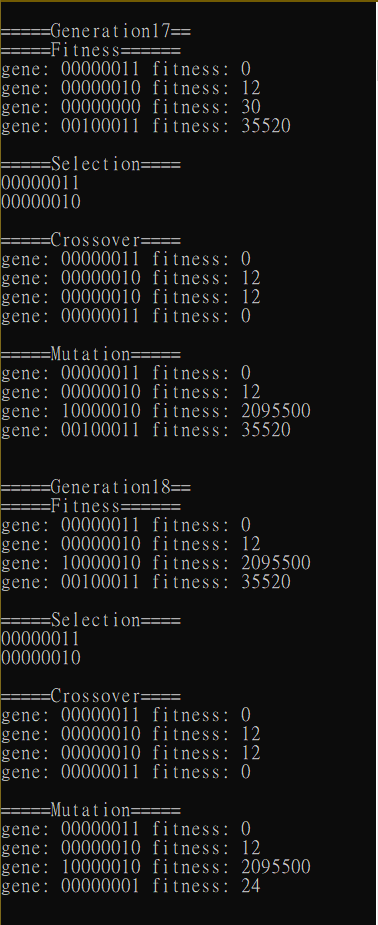 =====Generation17==
=====Fitness======
gene: 00000011 fitness: 0
gene: 00000010 fitness: 12
gene: 00000000 fitness: 30
gene: 00100011 fitness: 35520
=====Selection====
00000011
00000010
=====Crossover====
gene: 00000011 fitness: 0
gene: 00000010 fitness: 12
gene: 00000010 fitness: 12
gene: 00000011 fitness: 0
=====Mutation=====
gene: 00000011 fitness: 0
gene: 00000010 fitness: 12
gene: 10000010 fitness: 2095500
gene: 00100011 fitness: 35520
=====Generation18==
=====Fitness======
gene: 00000011 fitness: 0
gene: 00000010 fitness: 12
gene: 10000010 fitness: 2095500
gene: 00100011 fitness: 35520
=====Selection====
00000011
00000010
=====Crossover====
gene: 00000011 fitness: 0
gene: 00000010 fitness: 12
gene: 00000010 fitness: 12
gene: 00000011 fitness: 0
=====Mutation=====
gene: 00000011 fitness: 0
gene: 00000010 fitness: 12
gene: 10000010 fitness: 2095500
gene: 00000001 fitness: 24